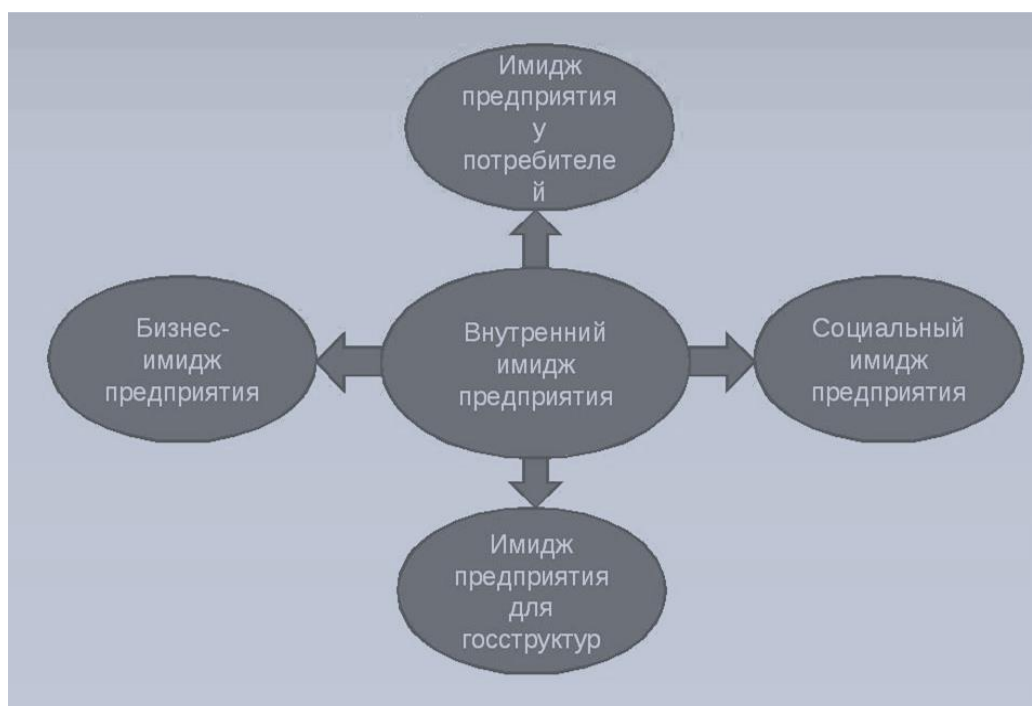 Имидж
предприятия
у
потребителе
й
Бизнес-
имидж
предприятия
Внутренний
имидж
предприятия
Социальный
имидж
предприятия
Имидж
предприятия
для
госструктур